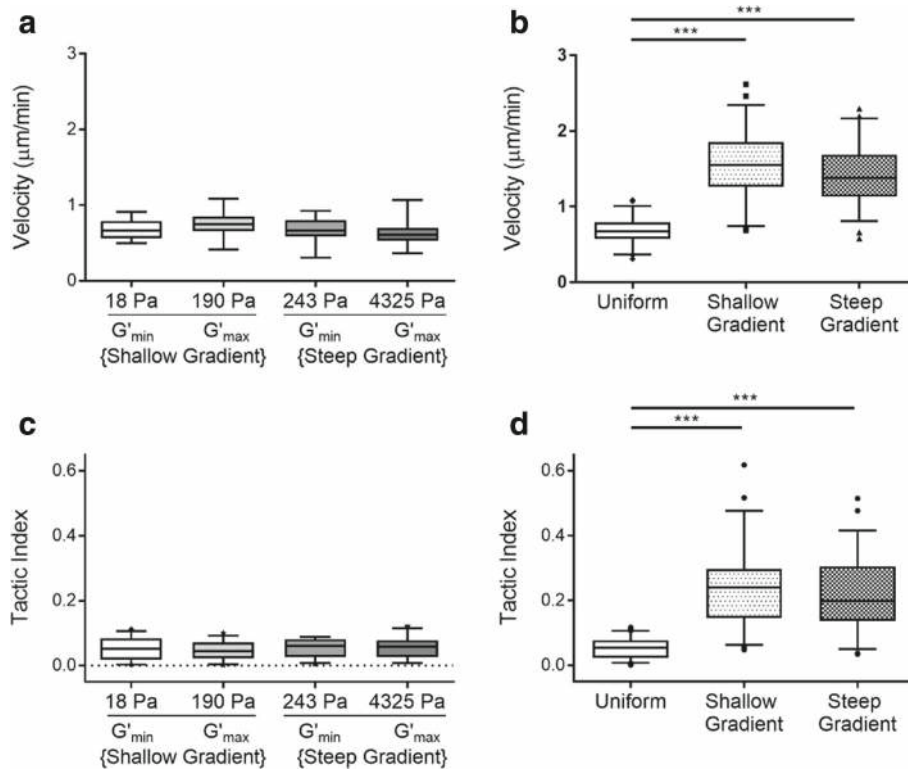 a
Velocity (μm/min)
3
2
1
0
18 Pa 190 Pa 243 Pa 4325 Pa
G'min G'max G'min G'max
{Shallow Gradient} {Steep Gradient}
b
***
***
Velocity (μm/min)
3
2
1
0
Uniform Shallow Steep
Gradient Gradient
c
Tactic Index
0.6
0.4
0.2
0.0
18 Pa 190 Pa 243 Pa 4325 Pa
G'min G'max G'min G'max
{Shallow Gradient} {Steep Gradient}
d
***
***
Tactic Index
0.6
0.4
0.2
0.0
Uniform Shallow Steep
Gradient Gradient